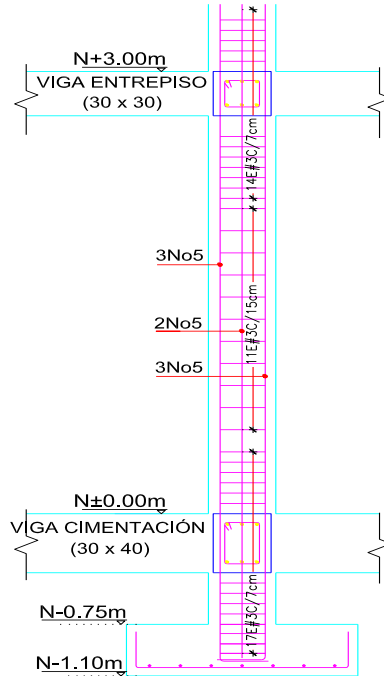 N+3.00m
VIGA ENTREPISO
(30 x 30)
14E#3C/7cm
3No5
11E#3C/15cm
2No5
3No5
N±0.00m
VIGA CIMENTACIÓN
(30 x 40)
17E#3C/7cm
N-0.75m
N-1.10m